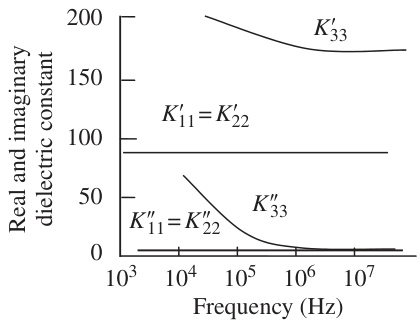 Real and imaginary
dielectric constant
200
150
100
50
0
K′₃₃
K′₁₁ = K′₂₂
K″₃₃
K″₁₁ = K″₂₂
10³ 10⁴ 10⁵ 10⁶ 10⁷
Frequency (Hz)